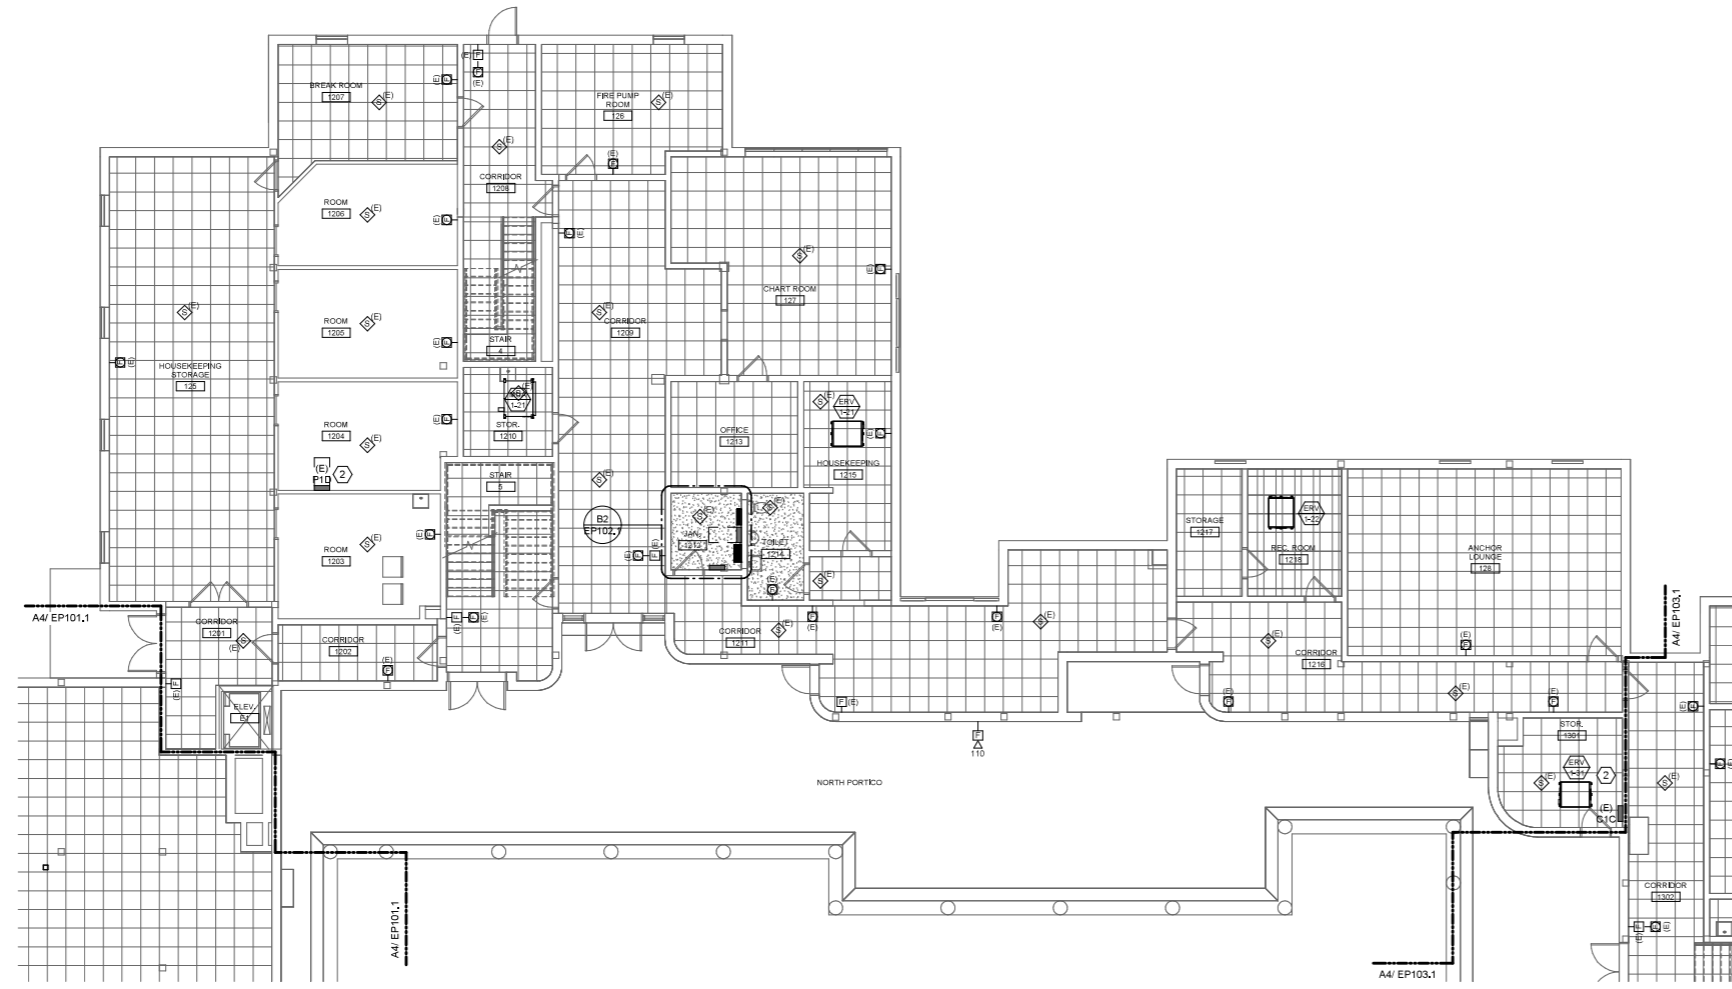 (E) F
F
(E)
BREAK ROOM
1207
S (E)
(E) F
FIRE PUMP
ROOM
126
S (E)
S (E)
(E)
F
CORRIDOR
1208
ROOM
1206
S (E)
(E) F
F (E)
S (E)
CHART ROOM
127
(E) F
S (E)
HOUSEKEEPING
STORAGE
125
F (E)
ROOM
1205
S (E)
(E) F
S (E)
CORRIDOR
1209
STAIR
4
(E)
1-21
STOR.
1210
ROOM
1204
S (E)
(E) F
(E)
P1D
2
OFFICE
1213
S (E)
ERV
1-21
(E) F
HOUSEKEEPING
1215
STAIR
5
S (E)
B2
EP102.1
S (E)
JAN.
1212
S (E)
TOILET
1214
(E) F
F (E)
(E)
F
S (E)
ROOM
1203
S (E)
(E) F
STORAGE
1217
ERV
1-22
REC. ROOM
1218
ANCHOR
LOUNGE
128
A4/ EP101.1
CORRIDOR
1201
S
(E)
CORRIDOR
1202
(E)
F
F (E)
F (E)
(E) F
ELEV.
E1
CORRIDOR
1211
S (E)
F
(E)
F
(E)
S (E)
F (E)
F
110
S (E)
CORRIDOR
1216
(E)
F
(E)
F
S (E)
(E)
F
A4/ EP103.1
STOR.
1301
ERV
1-31
2
S (E)
(E)
C1C
(E) F
F (E)
S (E)
NORTH PORTICO
A4/ EP101.1
CORRIDOR
1302
F
(E)
F (E)
A4/ EP103.1